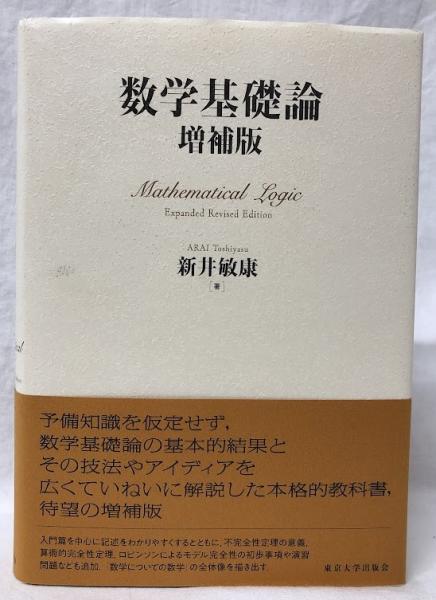 数学基礎論
増補版
Mathematical Logic
Expanded Revised Edition
ARAI Toshiyasu
新井敏康
[著]
予備知識を仮定せず,
数学基礎論の基本的結果と
その技法やアイディアを
広くていねいに解説した本格的教科書,
待望の増補版
入門篇を中心に記述をわかりやすくするとともに, 不完全性定理の意義,
算術的完全性定理, ロビンソンによるモデル完全性の初歩事項や演習
問題なども追加. 「数学についての数学」の全体像を描き出す.
東京大学出版会